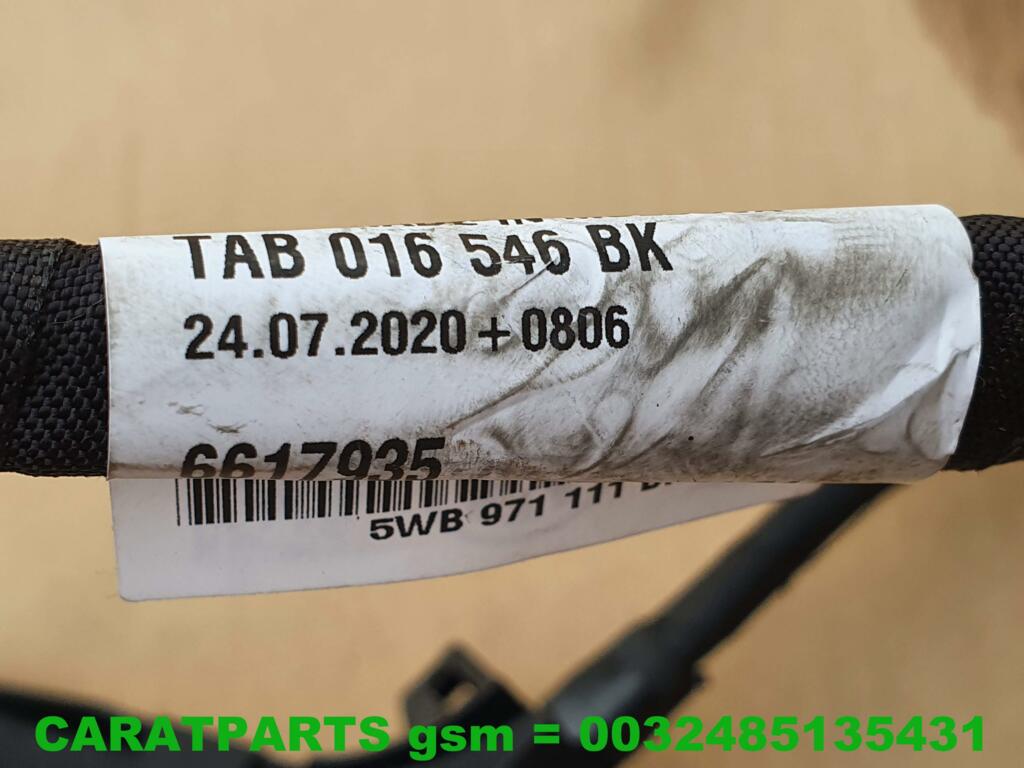 TAB 016 546 BK
24.07.2020 + 0806
6617935
5WB 971 111
CARATPARTS gsm = 0032485135431